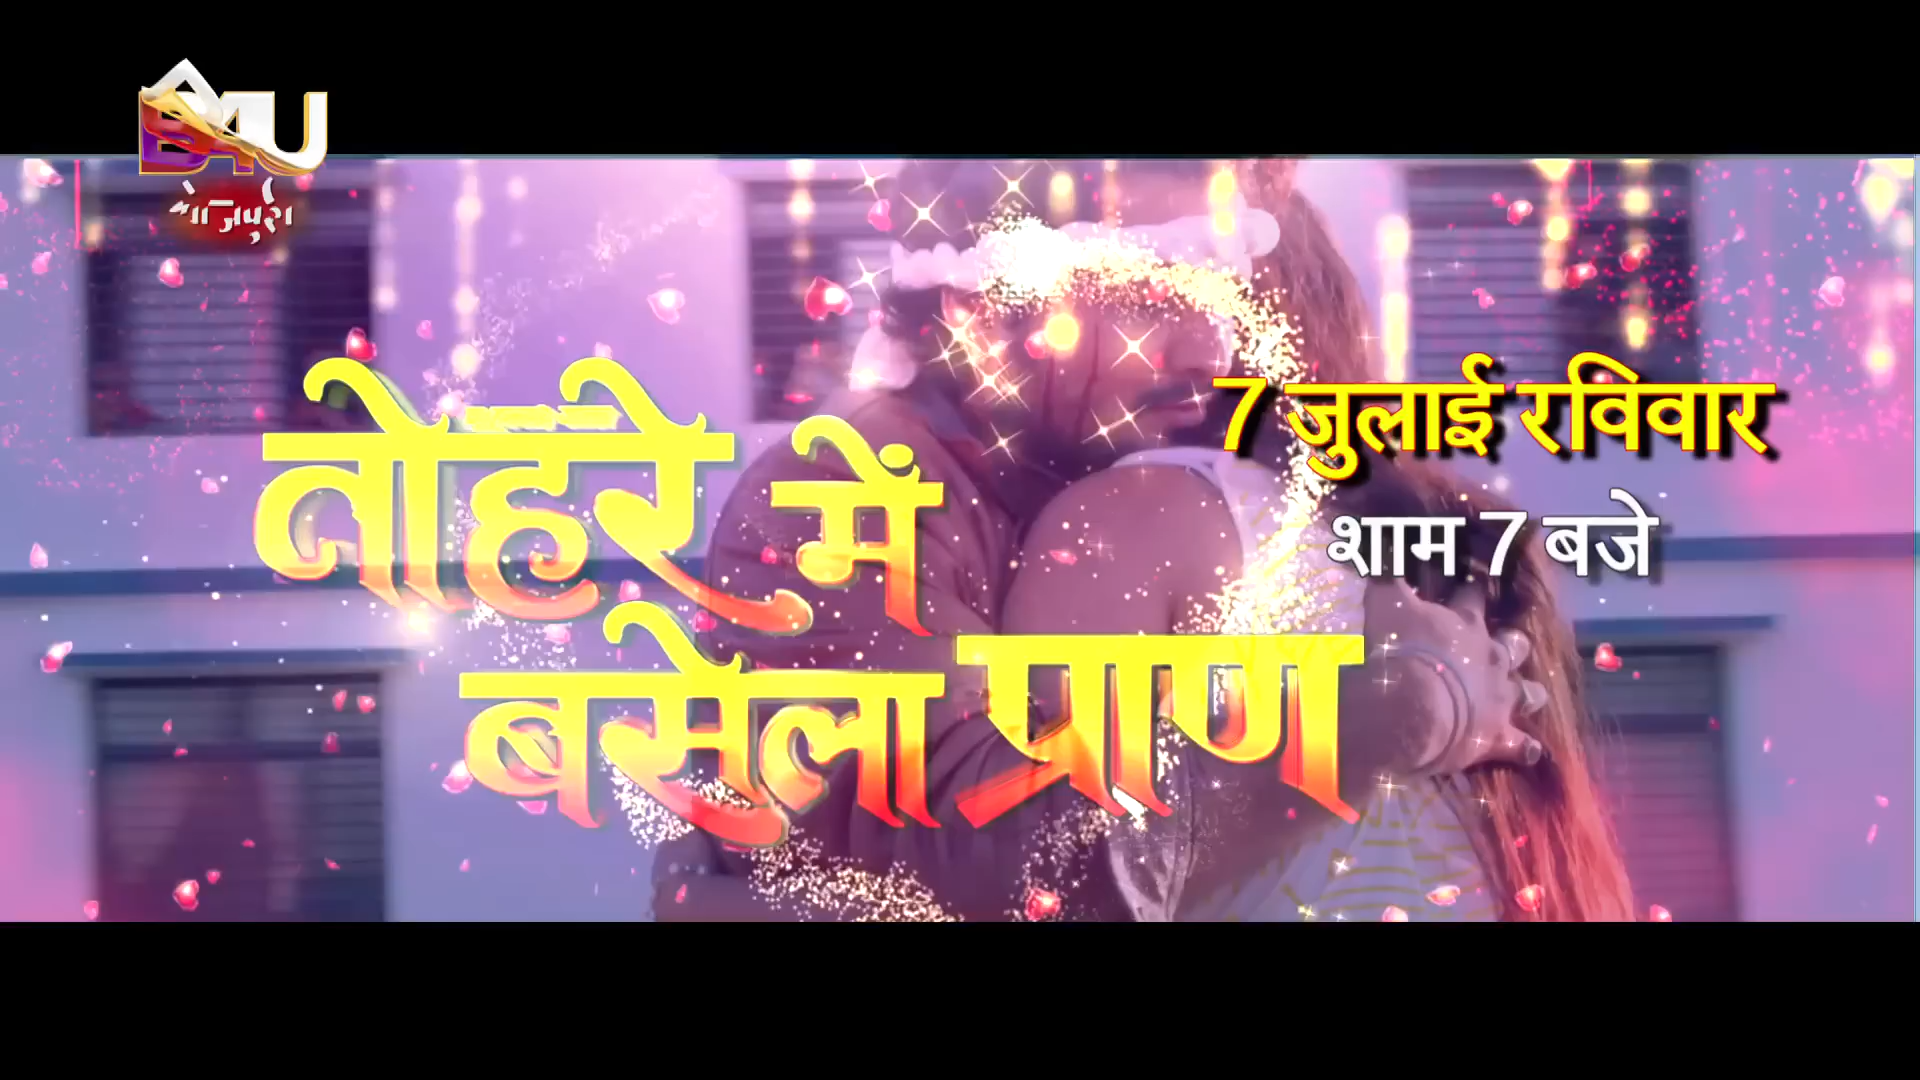 B4U
भोजपुरी
तोहरे में
बसेला प्राण
7 जुलाई रविवार
शाम 7 बजे